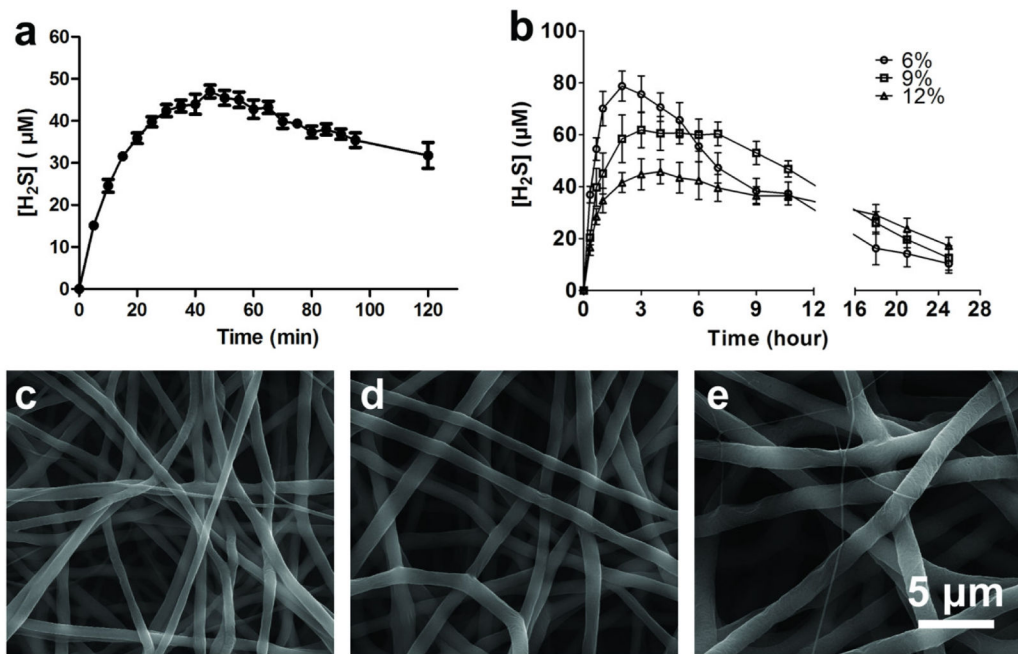 a
60
50
40
30
20
10
0
[H₂S] ( µM)
0 20 40 60 80 100 120
Time (min)
b
100
80
60
40
20
0
[H₂S] (µM)
6%
9%
12%
0 3 6 9 12 16 20 24 28
Time (hour)
c
d
e
5 µm